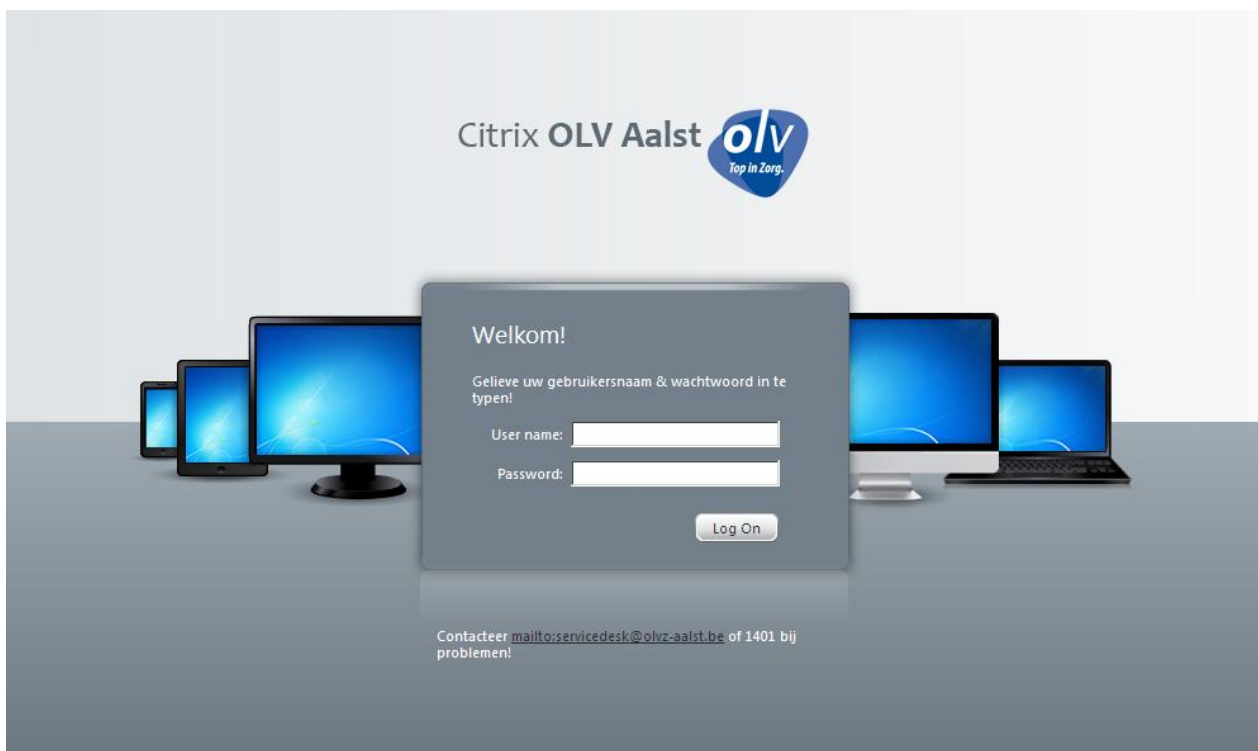 Citrix OLV Aalst
olv
Top in Zorg.
Welkom!
Gelieve uw gebruikersnaam & wachtwoord in te
typen!
User name:
Password:
Log On
Contacteer mailto:servicedesk@olvz-aalst.be of 1401 bij
problemen!